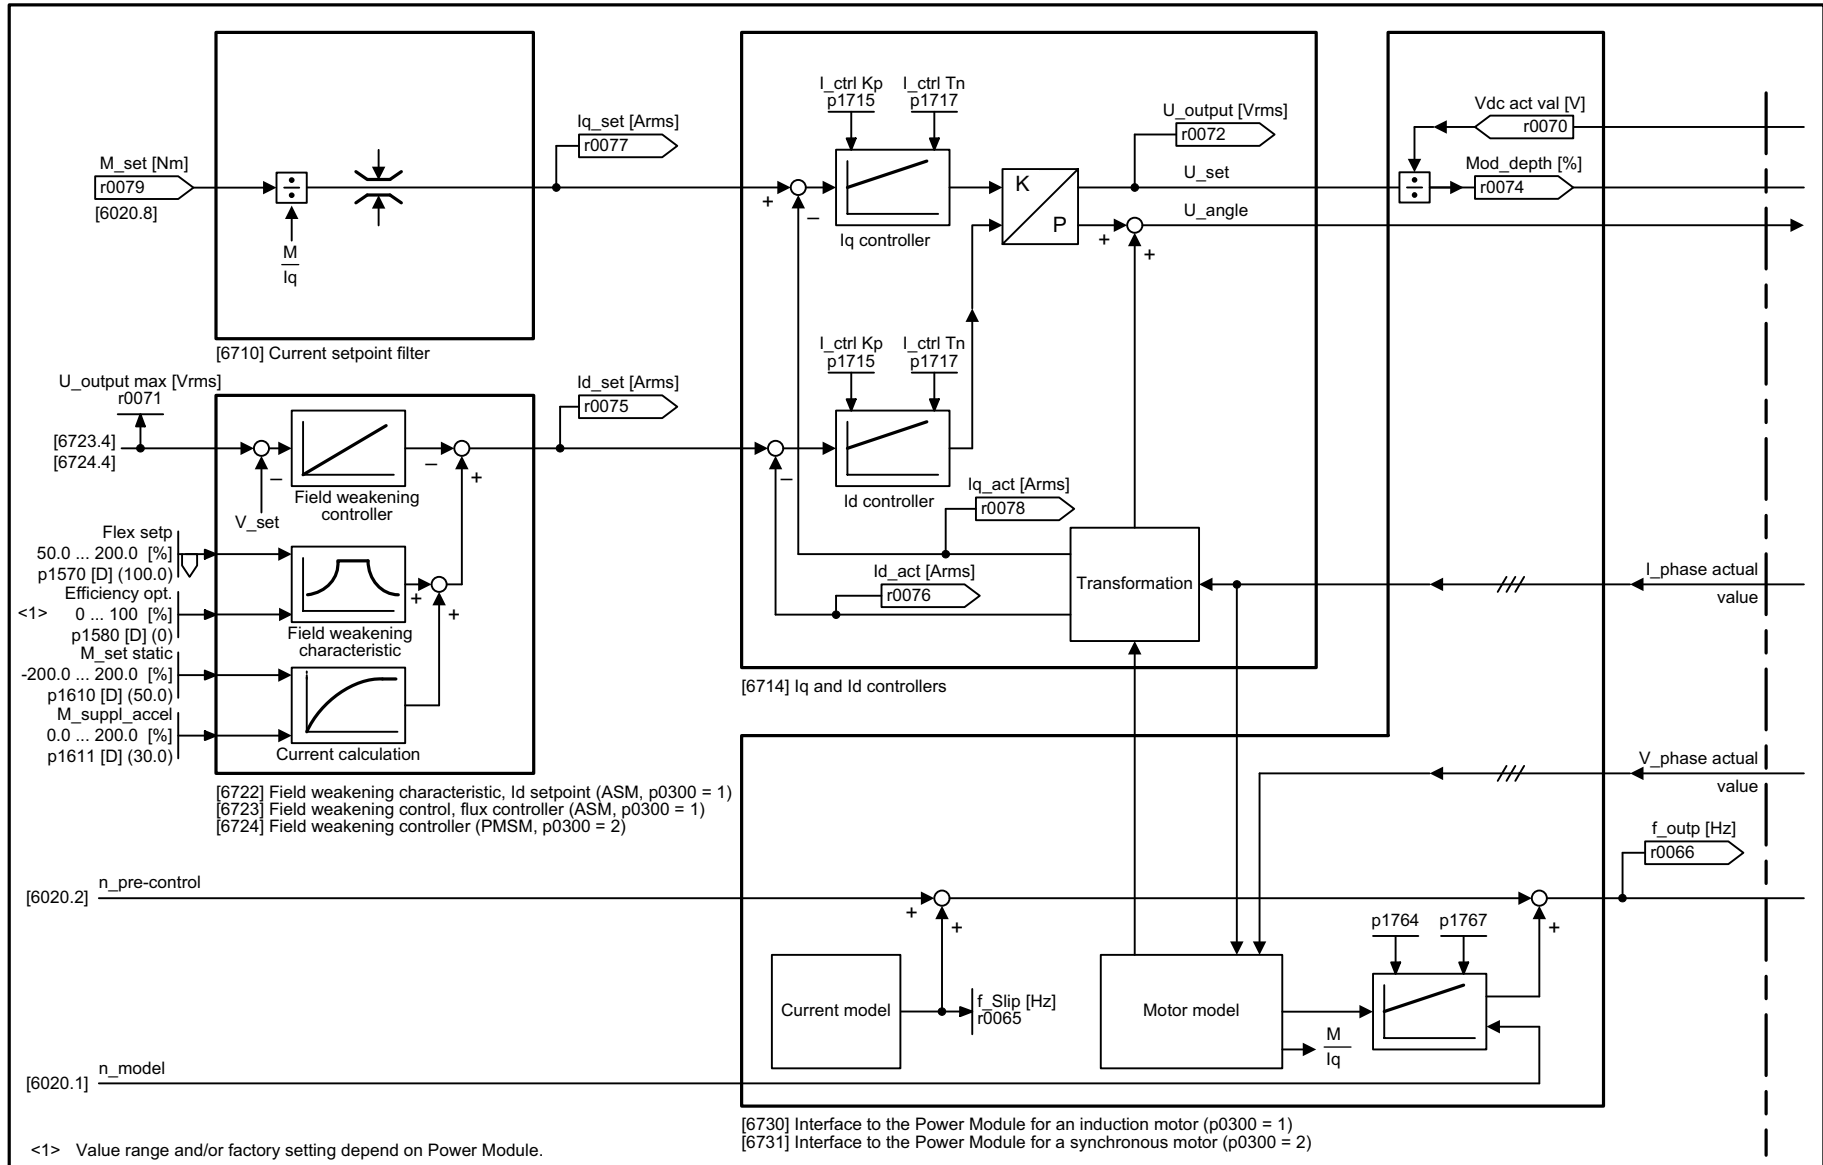 M_set [Nm]
r0079
[6020.8]
M
Iq
[6710] Current setpoint filter
Iq_set [Arms]
r0077
I_ctrl Kp
p1715
I_ctrl Tn
p1717
+
–
Iq controller
K
P
U_output [Vrms]
r0072
U_set
U_angle
+
+
Vdc act val [V]
r0070
Mod_depth [%]
r0074
U_output max [Vrms]
r0071
[6723.4]
[6724.4]
–
V_set
Field weakening
controller
–
+
Id_set [Arms]
r0075
I_ctrl Kp
p1715
I_ctrl Tn
p1717
–
Id controller
Iq_act [Arms]
r0078
Id_act [Arms]
r0076
Transformation
I_phase actual
value
Flex setp
50.0 ... 200.0 [%]
p1570 [D] (100.0)
Efficiency opt.
<1> 0 ... 100 [%]
p1580 [D] (0)
Field weakening
characteristic
+
+
M_set static
-200.0 ... 200.0 [%]
p1610 [D] (50.0)
M_suppl_accel
0.0 ... 200.0 [%]
p1611 [D] (30.0)
Current calculation
[6714] Iq and Id controllers
[6722] Field weakening characteristic, Id setpoint (ASM, p0300 = 1)
[6723] Field weakening control, flux controller (ASM, p0300 = 1)
[6724] Field weakening controller (PMSM, p0300 = 2)
V_phase actual
value
f_outp [Hz]
r0066
[6020.2]
n_pre-control
+
+
+
Current model
f_Slip [Hz]
r0065
Motor model
M
Iq
p1764
p1767
[6020.1]
n_model
[6730] Interface to the Power Module for an induction motor (p0300 = 1)
[6731] Interface to the Power Module for a synchronous motor (p0300 = 2)
<1> Value range and/or factory setting depend on Power Module.